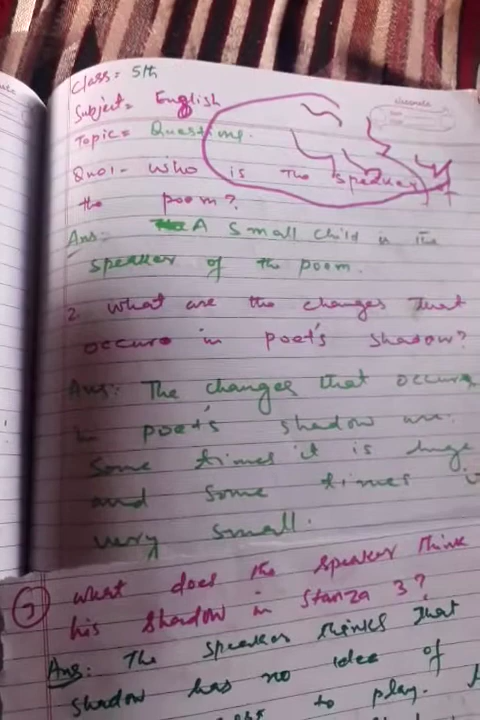 Class = 5th
Subject = English
Topic = Questions.
Qno1- who is the speaker of
the poem?
Ans: A small child is the
speaker of the poem.
2. what are the changes that
occurs in poet's shadow?
Ans: The changes that occurs
in poet's shadow are:
Some times it is huge
and some times is
very small.
3 what does the speaker think
his shadow in Stanza 3?
Ans: The speaker thinks that
shadow has no idea of
to play.